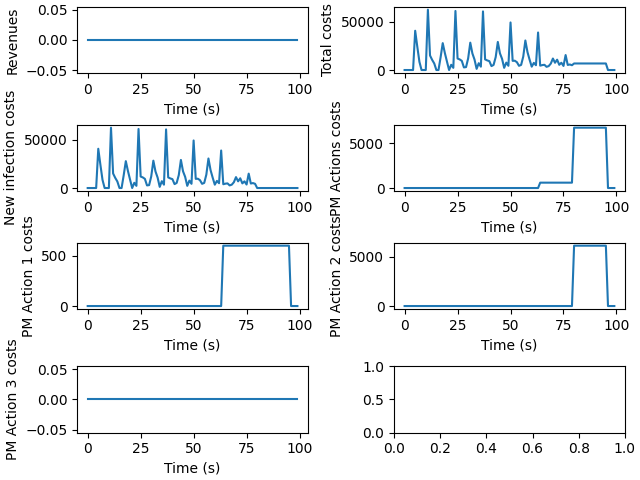 Revenues
0.05
0.00
−0.05
0 25 50 75 100
Time (s)
Total costs
50000
0
0 25 50 75 100
Time (s)
New infection costs
50000
0
0 25 50 75 100
Time (s)
PM Actions costs
5000
0
0 25 50 75 100
Time (s)
PM Action 1 costs
500
0
0 25 50 75 100
Time (s)
PM Action 2 costs
5000
0
0 25 50 75 100
Time (s)
PM Action 3 costs
0.05
0.00
−0.05
0 25 50 75 100
Time (s)
1.0
0.5
0.0
0.0 0.2 0.4 0.6 0.8 1.0